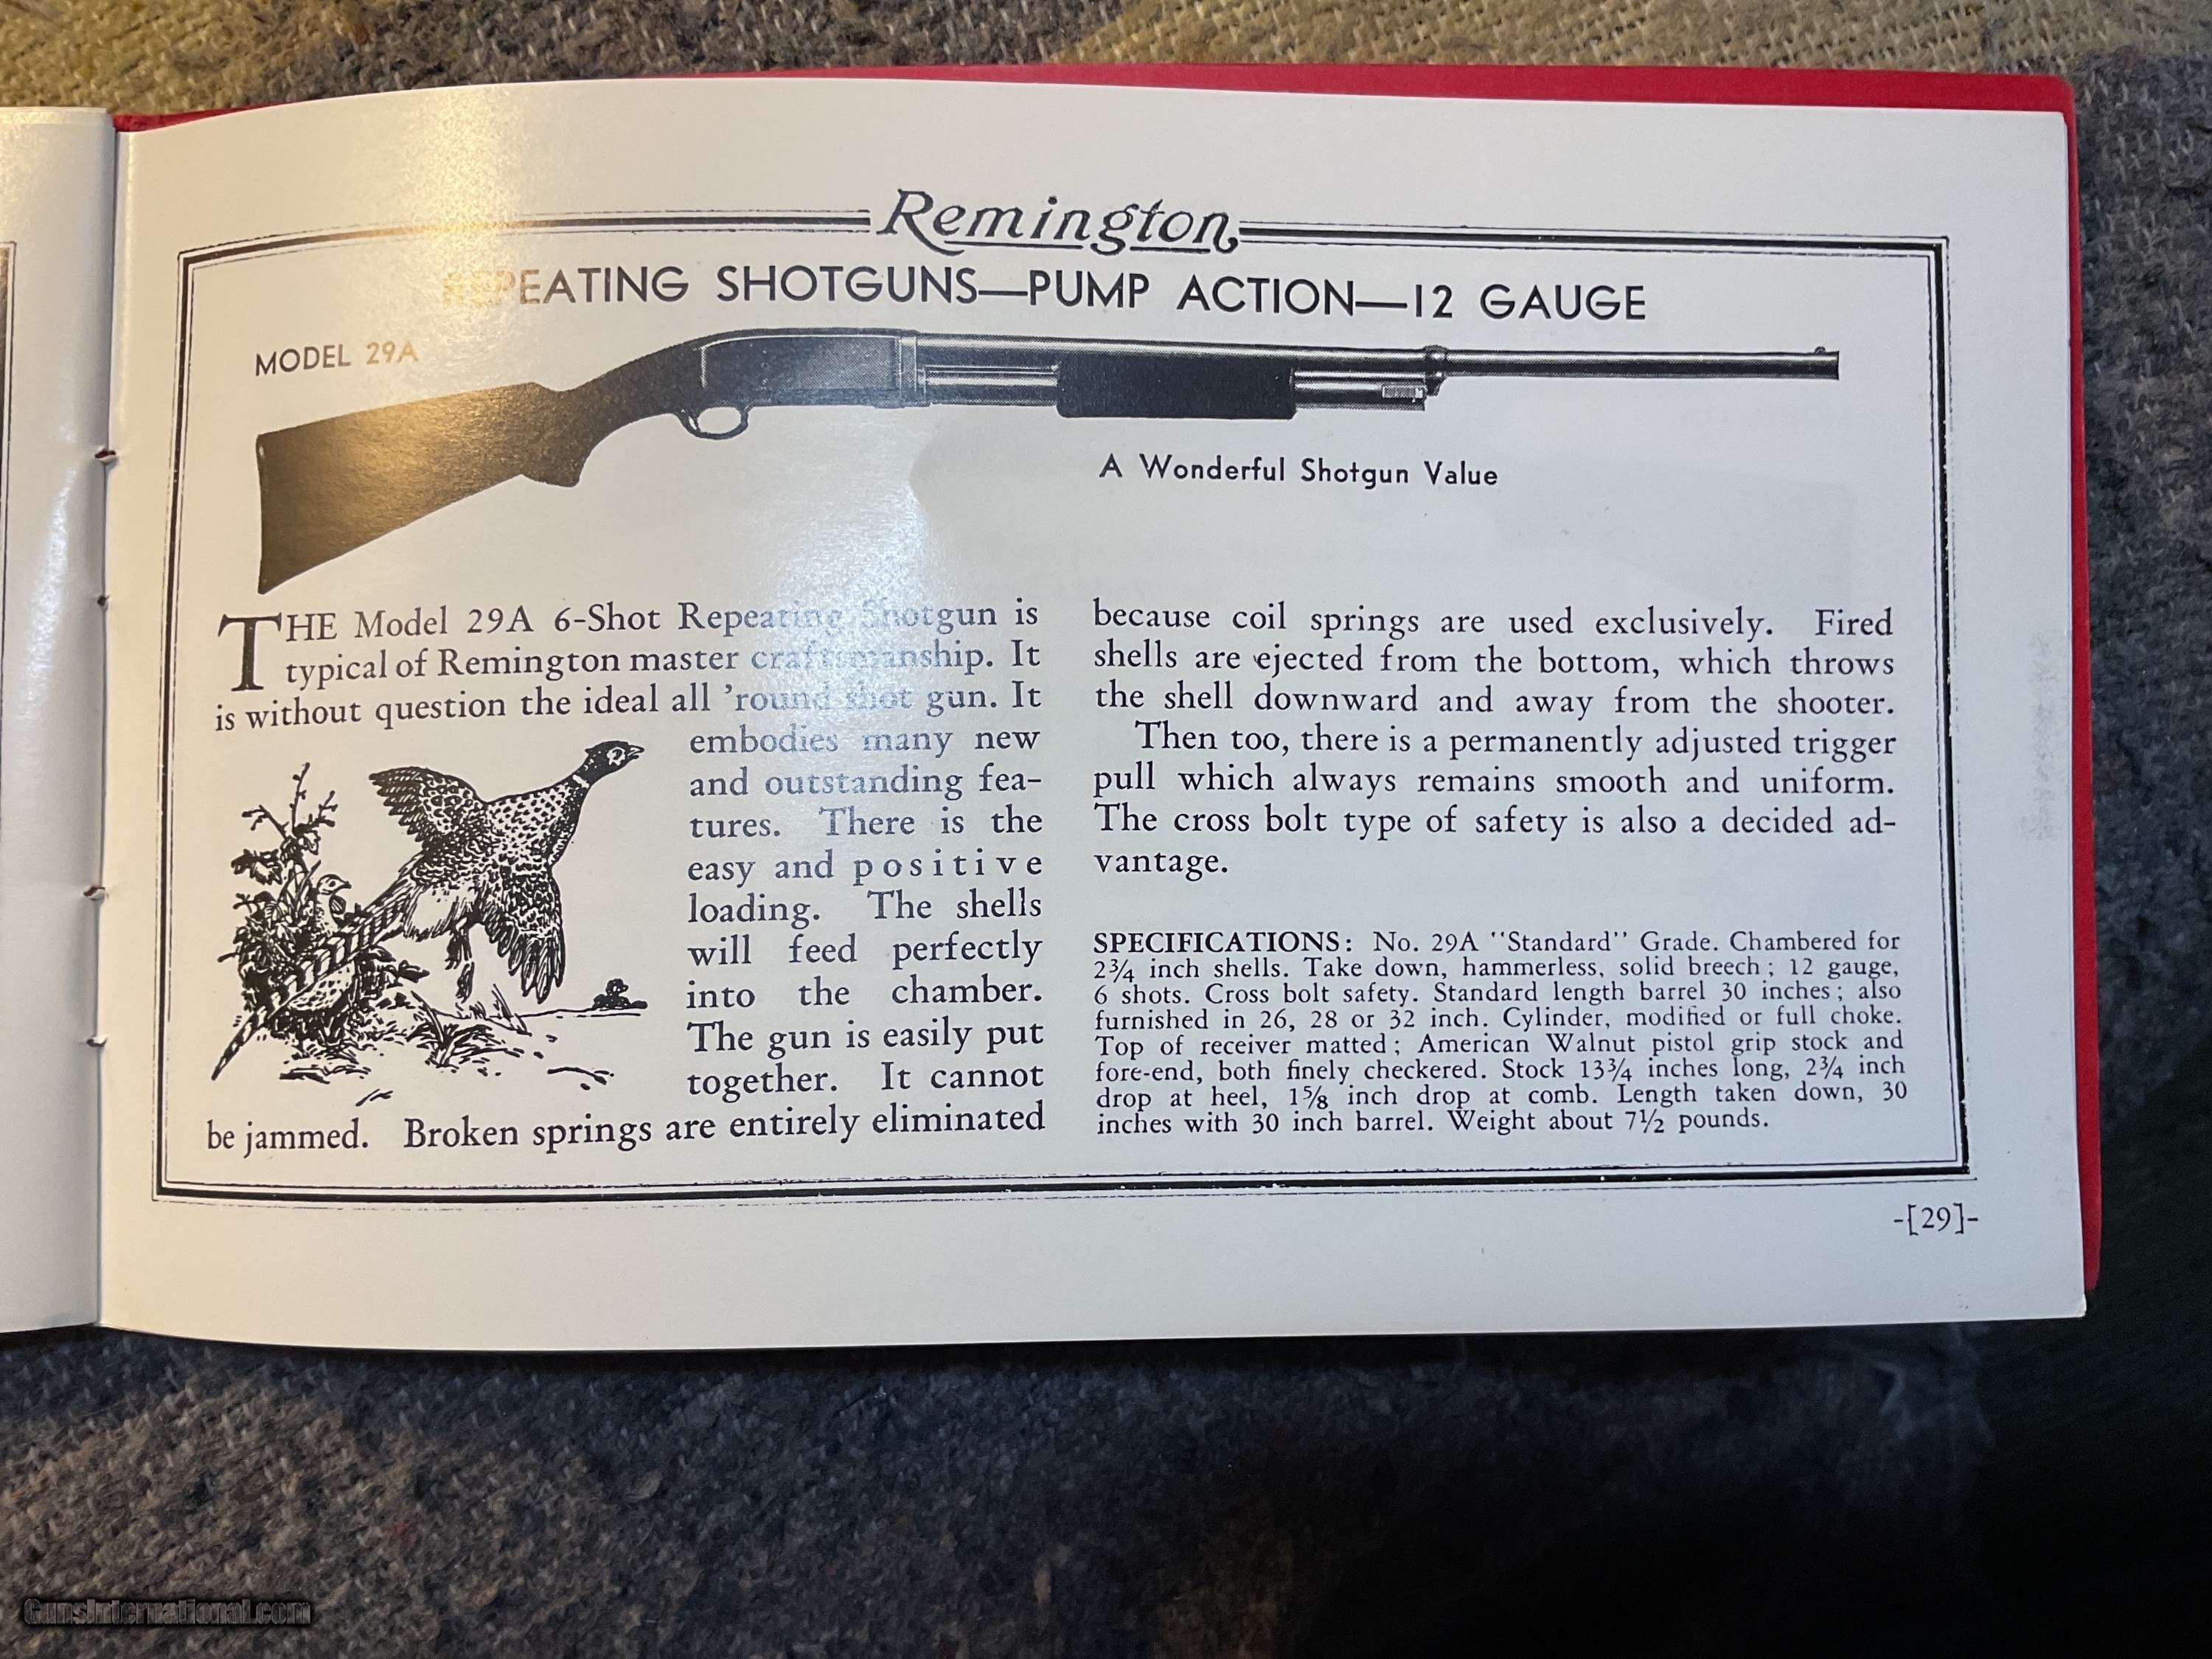 Remington
REPEATING SHOTGUNS—PUMP ACTION—12 GAUGE
MODEL 29A
A Wonderful Shotgun Value
THE Model 29A 6-Shot Repeating Shotgun is
typical of Remington master craftsmanship. It
is without question the ideal all 'round shot gun. It
embodies many new
and outstanding fea-
tures. There is the
easy and positive
loading. The shells
will feed perfectly
into the chamber.
The gun is easily put
together. It cannot
be jammed. Broken springs are entirely eliminated
because coil springs are used exclusively. Fired
shells are ejected from the bottom, which throws
the shell downward and away from the shooter.
Then too, there is a permanently adjusted trigger
pull which always remains smooth and uniform.
The cross bolt type of safety is also a decided ad-
vantage.
SPECIFICATIONS: No. 29A "Standard" Grade. Chambered for
2¾ inch shells. Take down, hammerless, solid breech; 12 gauge,
6 shots. Cross bolt safety. Standard length barrel 30 inches; also
furnished in 26, 28 or 32 inch. Cylinder, modified or full choke.
Top of receiver matted; American Walnut pistol grip stock and
fore-end, both finely checkered. Stock 13¾ inches long, 2¾ inch
drop at heel, 1⅝ inch drop at comb. Length taken down, 30
inches with 30 inch barrel. Weight about 7½ pounds.
-[29]-
GunsInternational.com